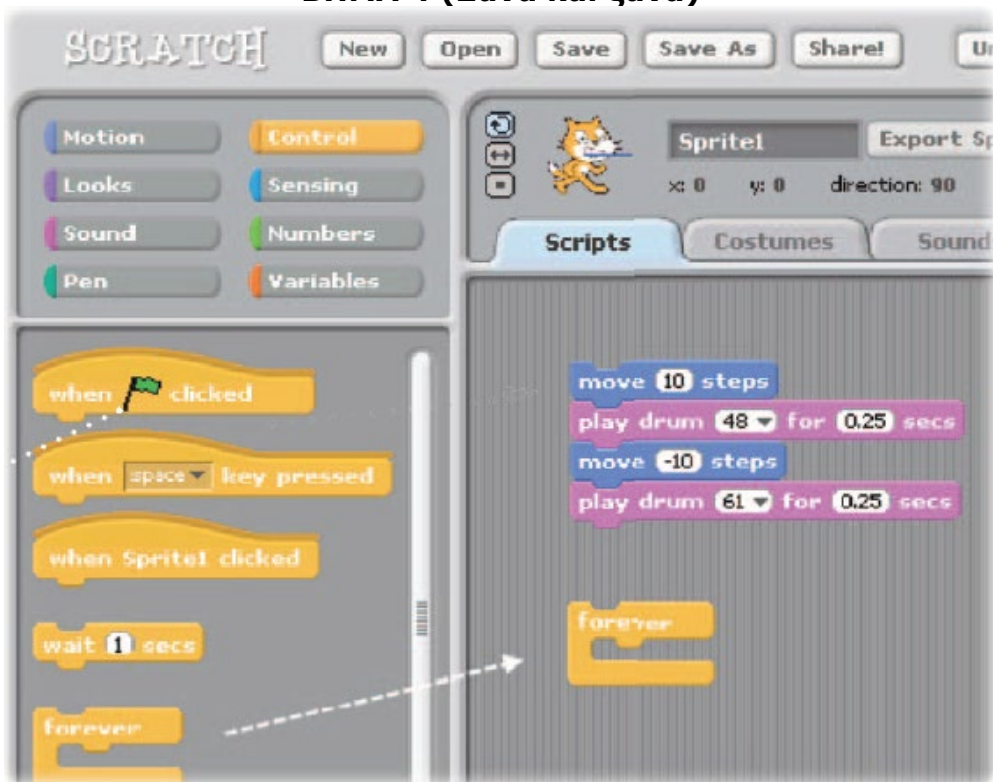 SCRATCH New Open Save Save As Share!
Motion Control
Looks Sensing
Sound Numbers
Pen Variables
Sprite1 Export
x: 0 y: 0 direction: 90
Scripts Costumes Sound
when clicked
when space key pressed
when Sprite1 clicked
wait 1 secs
forever
move 10 steps
play drum 48 for 0.25 secs
move -10 steps
play drum 61 for 0.25 secs
forever